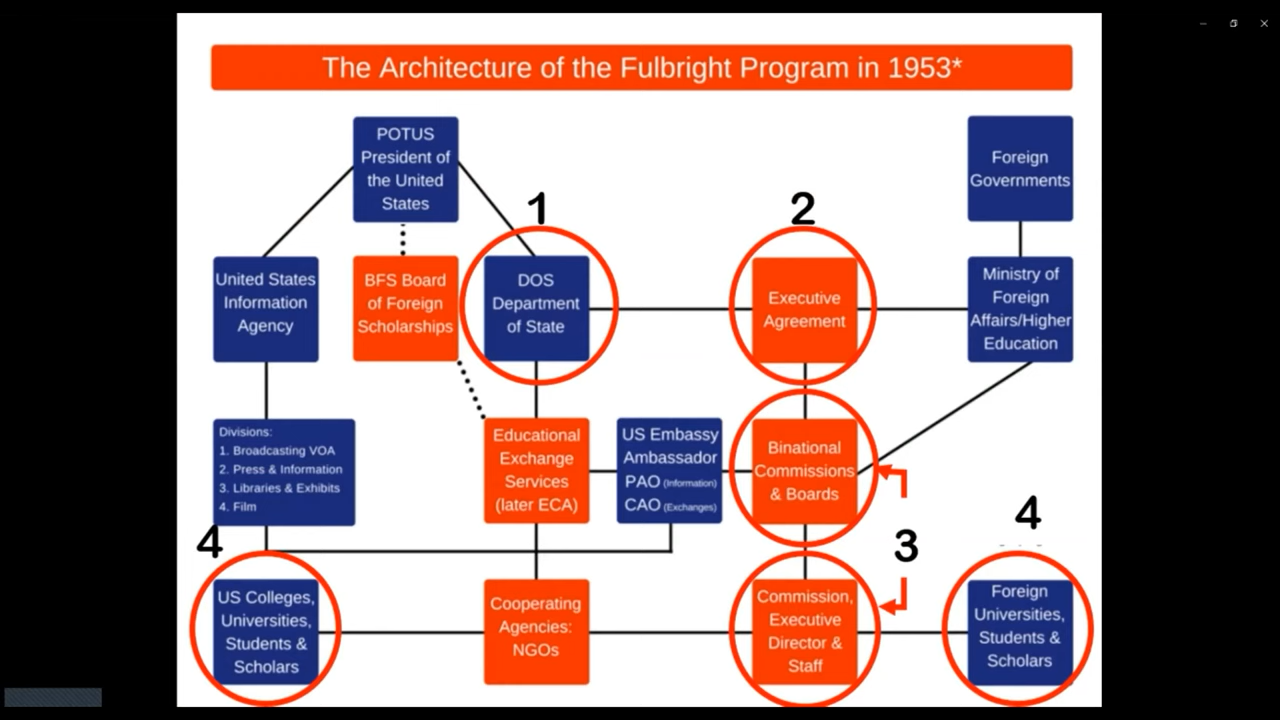 The Architecture of the Fulbright Program in 1953*
POTUS
President of
the United
States
Foreign
Governments
1
2
United States
Information
Agency
BFS Board
of Foreign
Scholarships
DOS
Department
of State
Executive
Agreement
Ministry of
Foreign
Affairs/Higher
Education
Divisions:
1. Broadcasting VOA
2. Press & Information
3. Libraries & Exhibits
4. Film
Educational
Exchange
Services
(later ECA)
US Embassy
Ambassador
PAO (Information)
CAO (Exchanges)
Binational
Commissions
& Boards
4
3
4
US Colleges,
Universities,
Students &
Scholars
Cooperating
Agencies:
NGOs
Commission,
Executive
Director &
Staff
Foreign
Universities,
Students &
Scholars